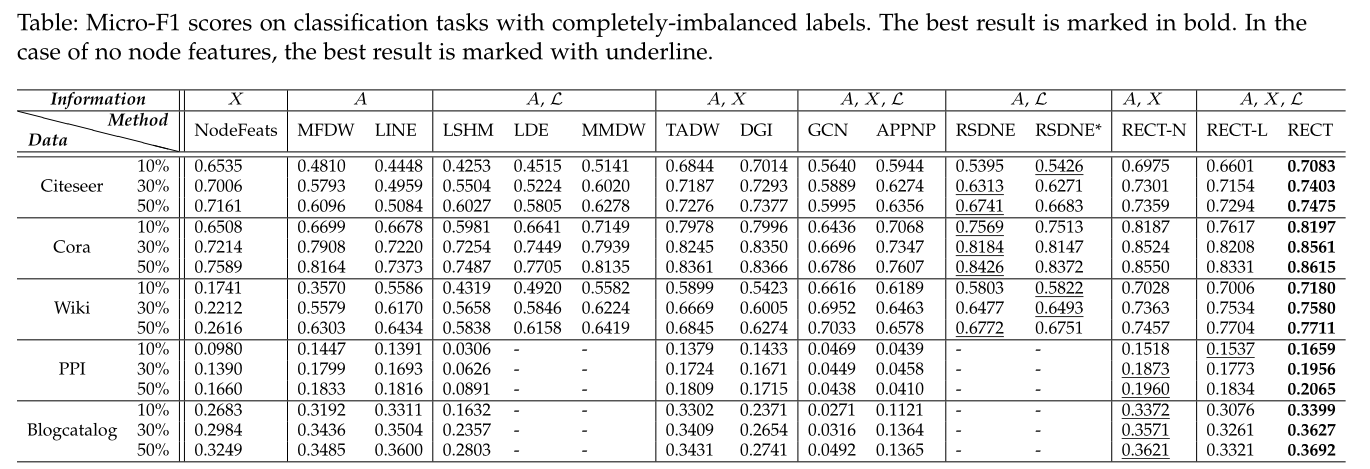 Table: Micro-F1 scores on classification tasks with completely-imbalanced labels. The best result is marked in bold. In the
case of no node features, the best result is marked with underline.
Information X A A, ℒ A, X A, X, ℒ A, ℒ A, X A, X, ℒ
Method
Data
NodeFeats MFDW LINE LSHM LDE MMDW TADW DGI GCN APPNP RSDNE RSDNE* RECT-N RECT-L RECT
10% 0.6535 0.4810 0.4448 0.4253 0.4515 0.5141 0.6844 0.7014 0.5640 0.5944 0.5395 0.5426 0.6975 0.6601 0.7083
Citeseer 30% 0.7006 0.5793 0.4959 0.5504 0.5224 0.6020 0.7187 0.7293 0.5889 0.6274 0.6313 0.6271 0.7301 0.7154 0.7403
50% 0.7161 0.6096 0.5084 0.6027 0.5805 0.6278 0.7276 0.7377 0.5995 0.6356 0.6741 0.6683 0.7359 0.7294 0.7475
10% 0.6508 0.6699 0.6678 0.5981 0.6641 0.7149 0.7978 0.7996 0.6436 0.7068 0.7569 0.7513 0.8187 0.7617 0.8197
Cora 30% 0.7214 0.7908 0.7220 0.7254 0.7449 0.7939 0.8245 0.8350 0.6696 0.7347 0.8184 0.8147 0.8524 0.8208 0.8561
50% 0.7589 0.8164 0.7373 0.7487 0.7705 0.8135 0.8361 0.8366 0.6786 0.7607 0.8426 0.8372 0.8550 0.8331 0.8615
10% 0.1741 0.3570 0.5586 0.4319 0.4920 0.5582 0.5899 0.5423 0.6616 0.6189 0.5803 0.5822 0.7028 0.7006 0.7180
Wiki 30% 0.2212 0.5579 0.6170 0.5658 0.5846 0.6224 0.6669 0.6005 0.6952 0.6463 0.6477 0.6493 0.7363 0.7534 0.7580
50% 0.2616 0.6303 0.6434 0.5838 0.6158 0.6419 0.6845 0.6274 0.7033 0.6578 0.6772 0.6751 0.7457 0.7704 0.7711
10% 0.0980 0.1447 0.1391 0.0306 - - 0.1379 0.1433 0.0469 0.0439 - - 0.1518 0.1537 0.1659
PPI 30% 0.1390 0.1799 0.1693 0.0626 - - 0.1724 0.1671 0.0449 0.0458 - - 0.1873 0.1773 0.1956
50% 0.1660 0.1833 0.1816 0.0891 - - 0.1809 0.1715 0.0438 0.0410 - - 0.1960 0.1834 0.2065
10% 0.2683 0.3192 0.3311 0.1632 - - 0.3302 0.2371 0.0271 0.1121 - - 0.3372 0.3076 0.3399
Blogcatalog 30% 0.2984 0.3436 0.3504 0.2357 - - 0.3409 0.2654 0.0316 0.1364 - - 0.3571 0.3261 0.3627
50% 0.3249 0.3485 0.3600 0.2803 - - 0.3431 0.2741 0.0492 0.1365 - - 0.3621 0.3321 0.3692